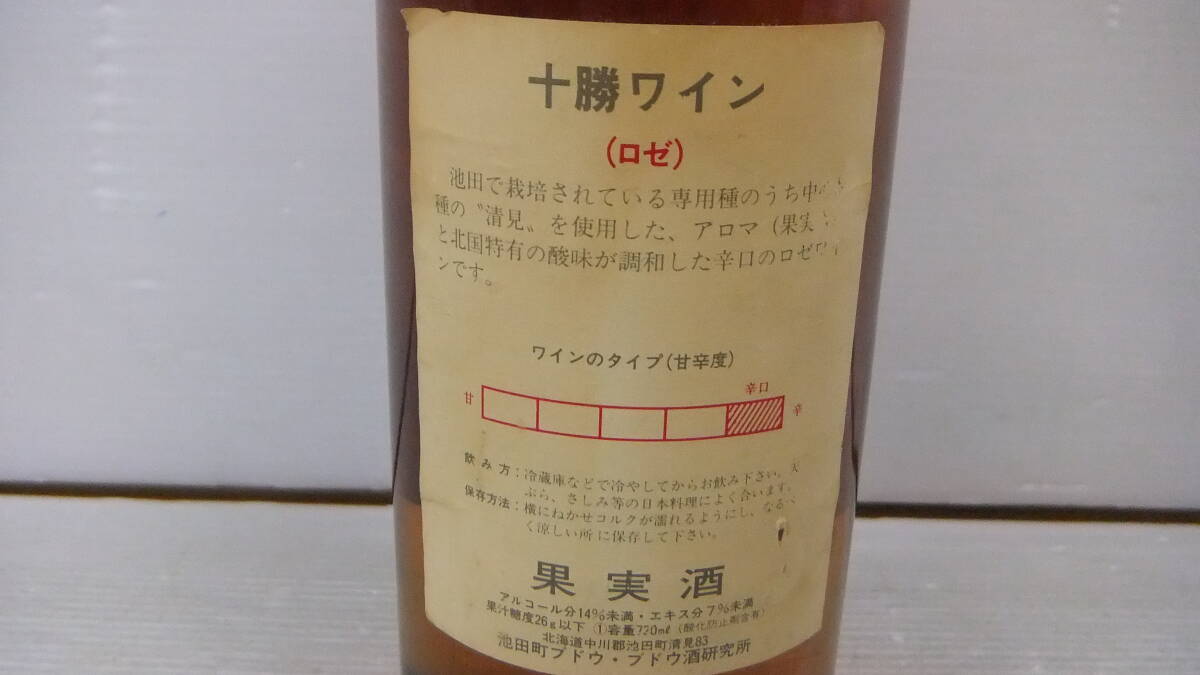 十勝ワイン
(ロゼ)
池田で栽培されている専用種のうち中
種の〝清見〟を使用した、アロマ(果実
と北国特有の酸味が調和した辛口のロゼ
ンです。
ワインのタイプ(甘辛度)
辛口
甘 辛
飲み方:冷蔵庫などで冷やしてからお飲み下さい。天
ぷら、さしみ等の日本料理によく合います。
保存方法:横にねかせコルクが濡れるようにし、なるべ
く涼しい所に保存して下さい。
果実酒
アルコール分14%未満・エキス分7%未満
果汁糖度26g以下 ①容量720ml(酸化防止剤含有)
北海道中川郡池田町清見83
池田町ブドウ・ブドウ酒研究所